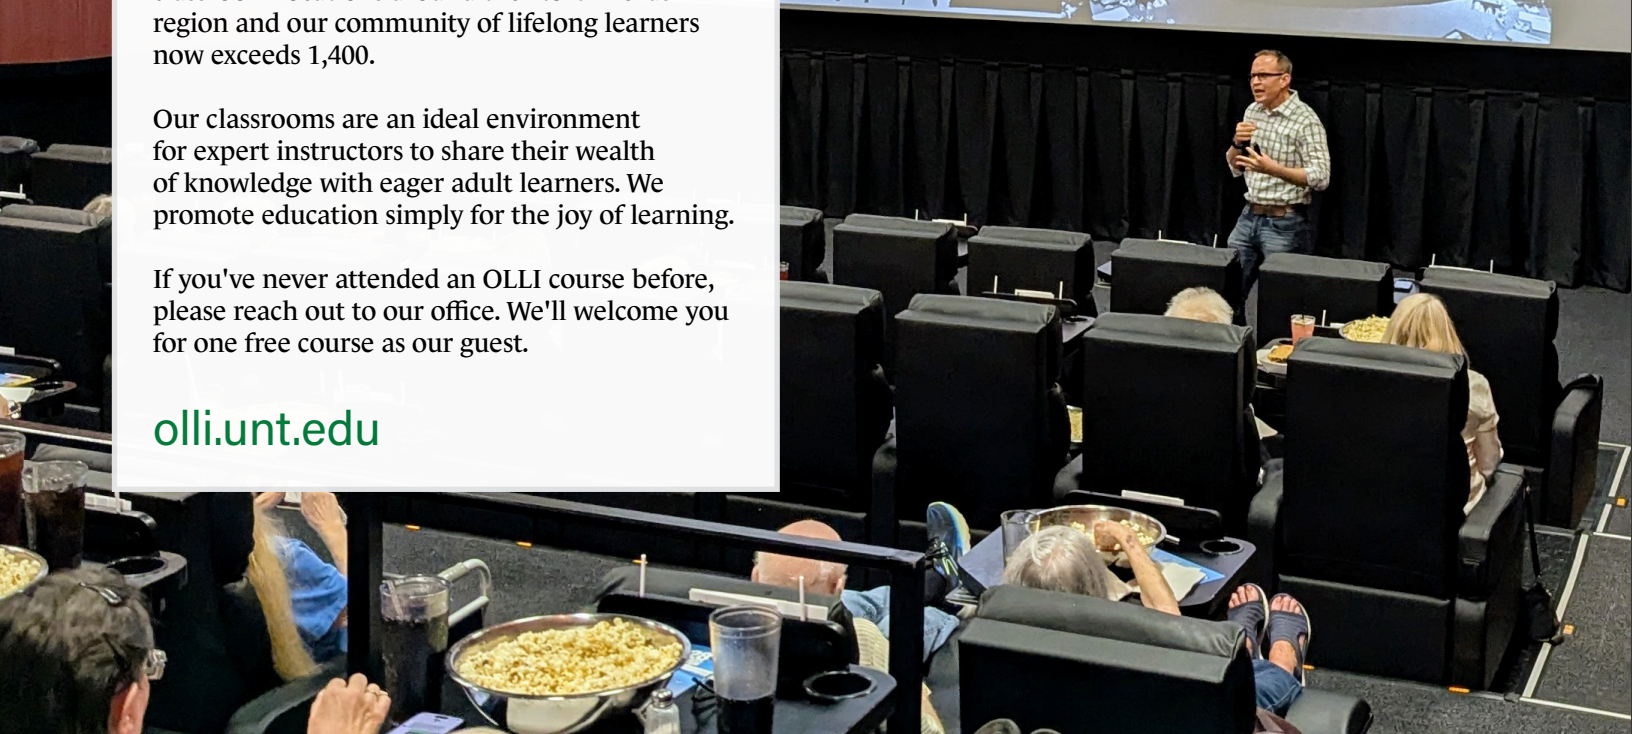 region and our community of lifelong learners
now exceeds 1,400.
Our classrooms are an ideal environment
for expert instructors to share their wealth
of knowledge with eager adult learners. We
promote education simply for the joy of learning.
If you've never attended an OLLI course before,
please reach out to our office. We'll welcome you
for one free course as our guest.
olli.unt.edu